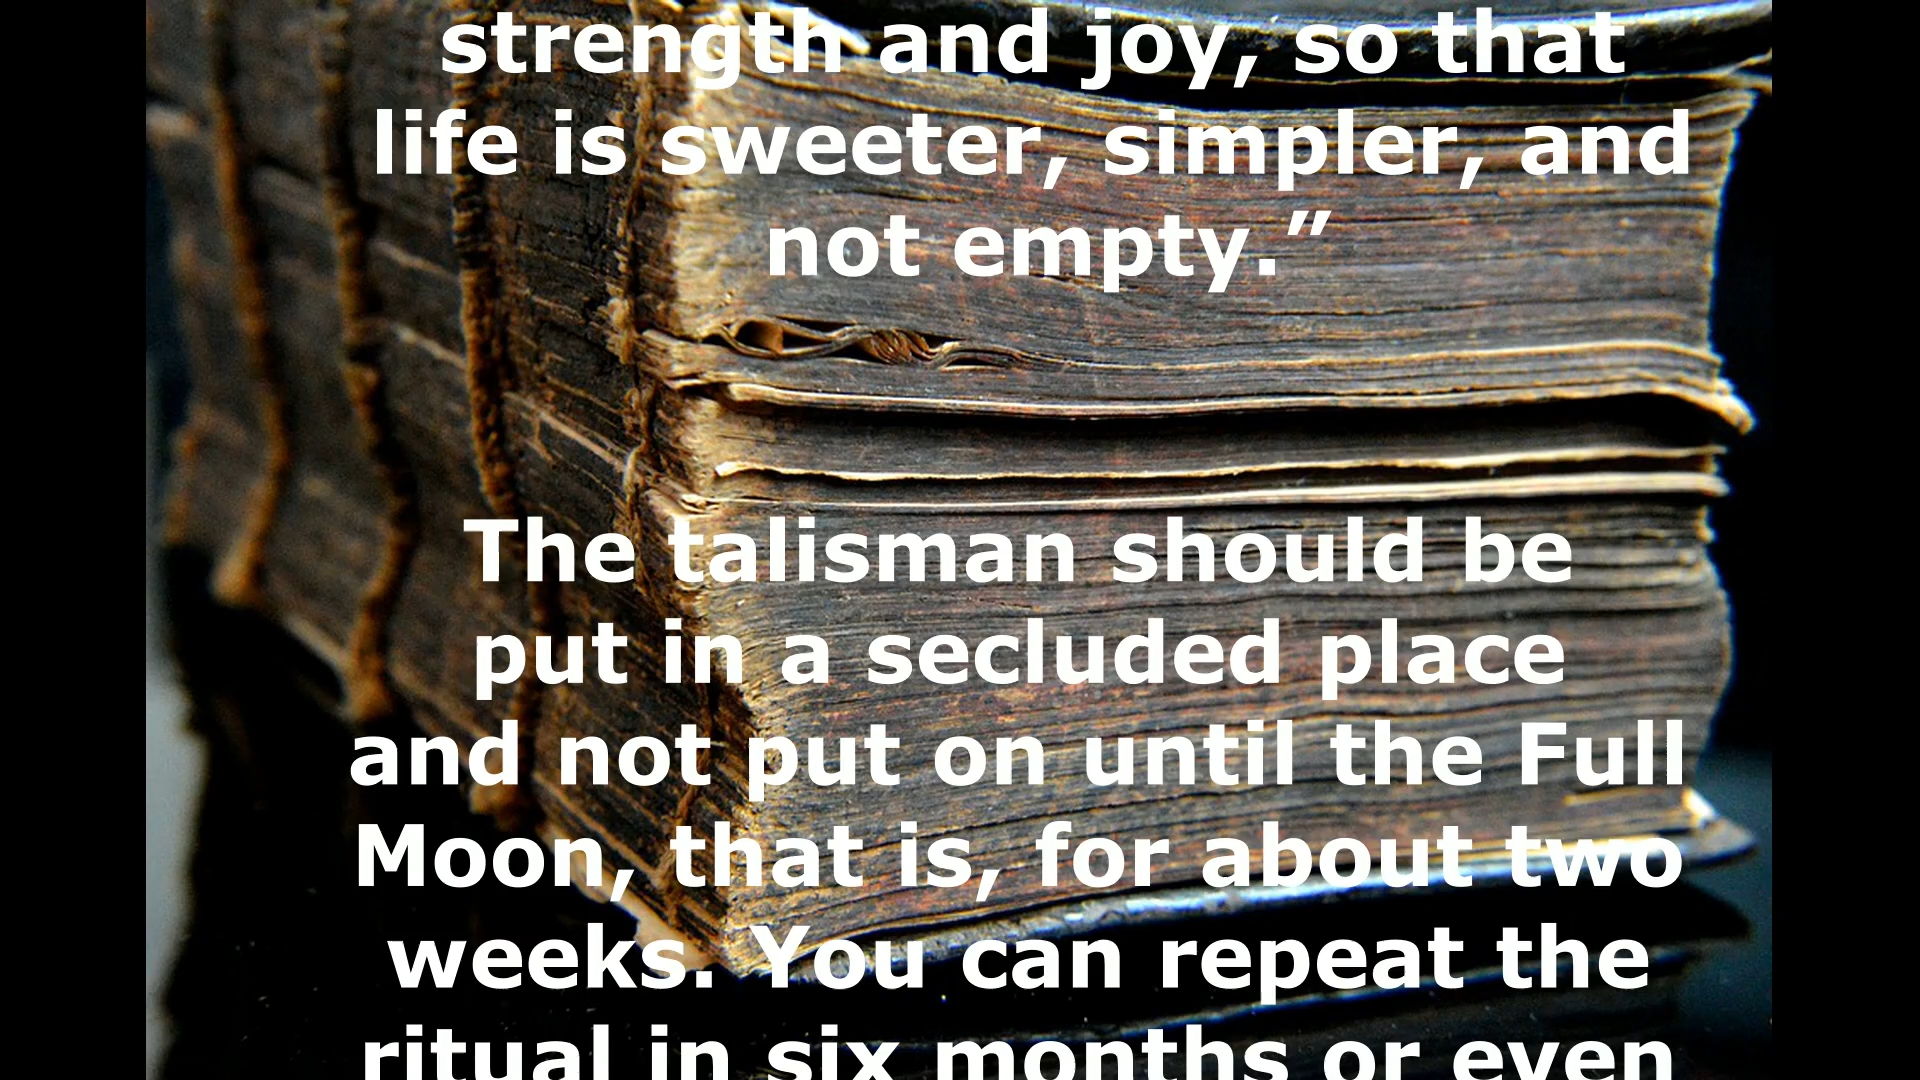 strength and joy, so that
life is sweeter, simpler, and
not empty.”
The talisman should be
put in a secluded place
and not put on until the Full
Moon, that is, for about two
weeks. You can repeat the
ritual in six months or even